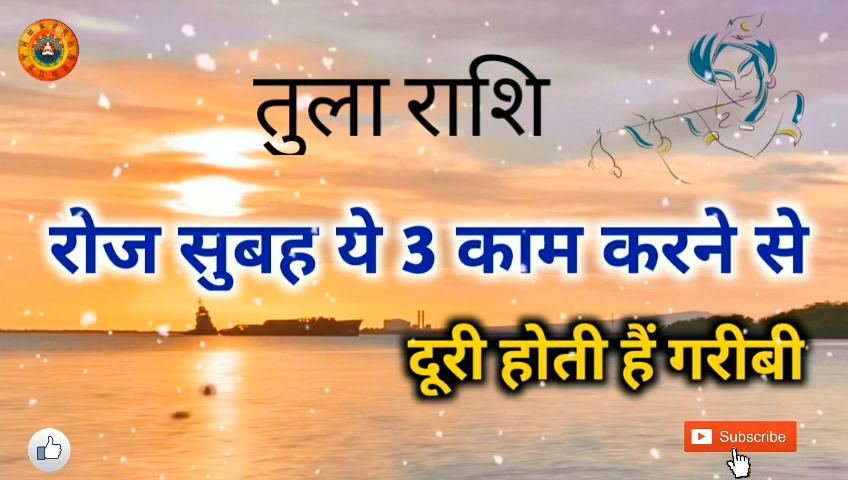 तुला राशि
रोज सुबह ये 3 काम करने से
दूरी होती हैं गरीबी
Subscribe